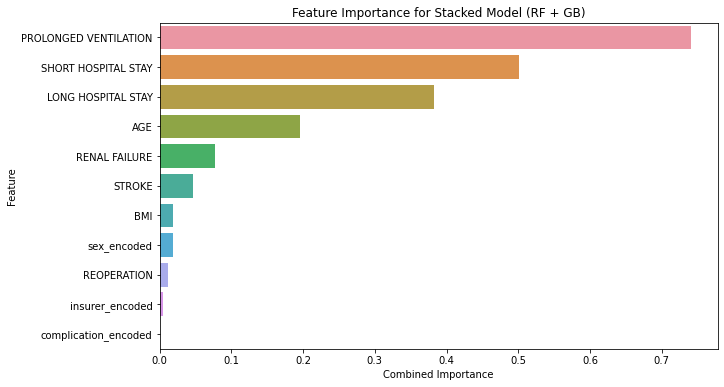 Feature Importance for Stacked Model (RF + GB)
PROLONGED VENTILATION
SHORT HOSPITAL STAY
LONG HOSPITAL STAY
AGE
RENAL FAILURE
STROKE
BMI
sex_encoded
REOPERATION
insurer_encoded
complication_encoded
Feature
0.0 0.1 0.2 0.3 0.4 0.5 0.6 0.7
Combined Importance